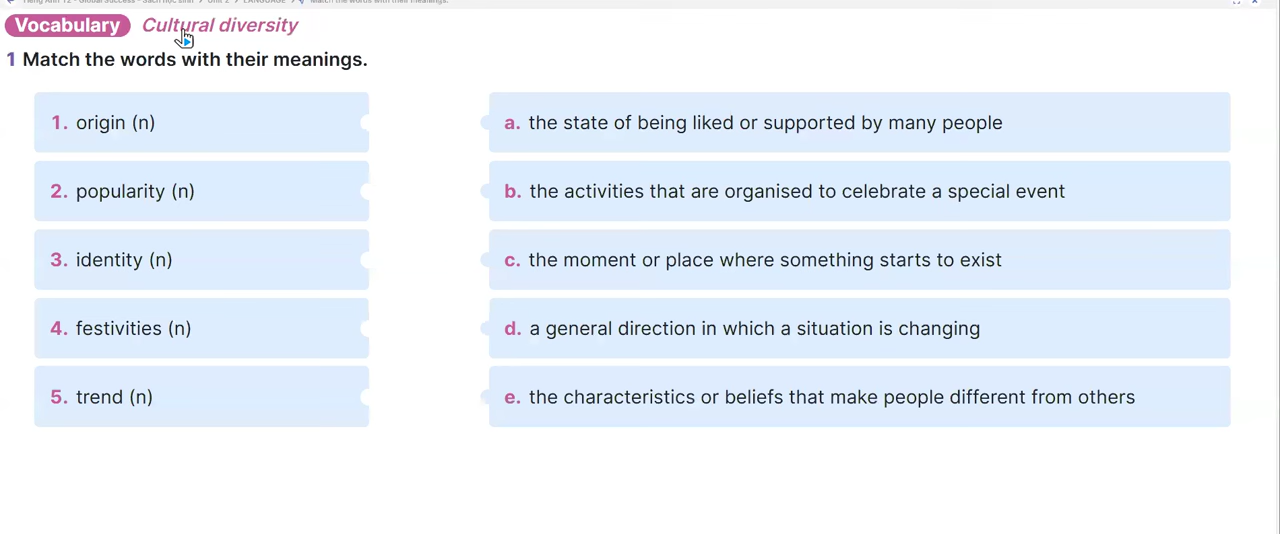 Vocabulary Cultural diversity
1 Match the words with their meanings.
1. origin (n)
a. the state of being liked or supported by many people
2. popularity (n)
b. the activities that are organised to celebrate a special event
3. identity (n)
c. the moment or place where something starts to exist
4. festivities (n)
d. a general direction in which a situation is changing
5. trend (n)
e. the characteristics or beliefs that make people different from others